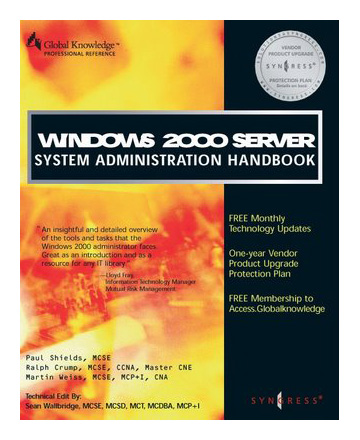 Global Knowledge™
PROFESSIONAL REFERENCE
VENDOR
PRODUCT UPGRADE
SYNGRESS®
PROTECTION PLAN
WINDOWS 2000 SERVER
SYSTEM ADMINISTRATION HANDBOOK
"An insightful and detailed overview
of the tools and tasks that the
Windows 2000 administrator faces.
Great as an introduction and as a
resource for any IT library."
—Lloyd Fray,
Information Technology Manager
Mutual Risk Management
FREE Monthly
Technology Updates
One-year Vendor
Product Upgrade
Protection Plan
FREE Membership to
Access.Globalknowledge
Paul Shields, MCSE
Ralph Crump, MCSE, CCNA, Master CNE
Martin Weiss, MCSE, MCP+I, CNA
Technical Edit By:
Sean Wallbridge, MCSE, MCSD, MCT, MCDBA, MCP+I
SYNGRESS®